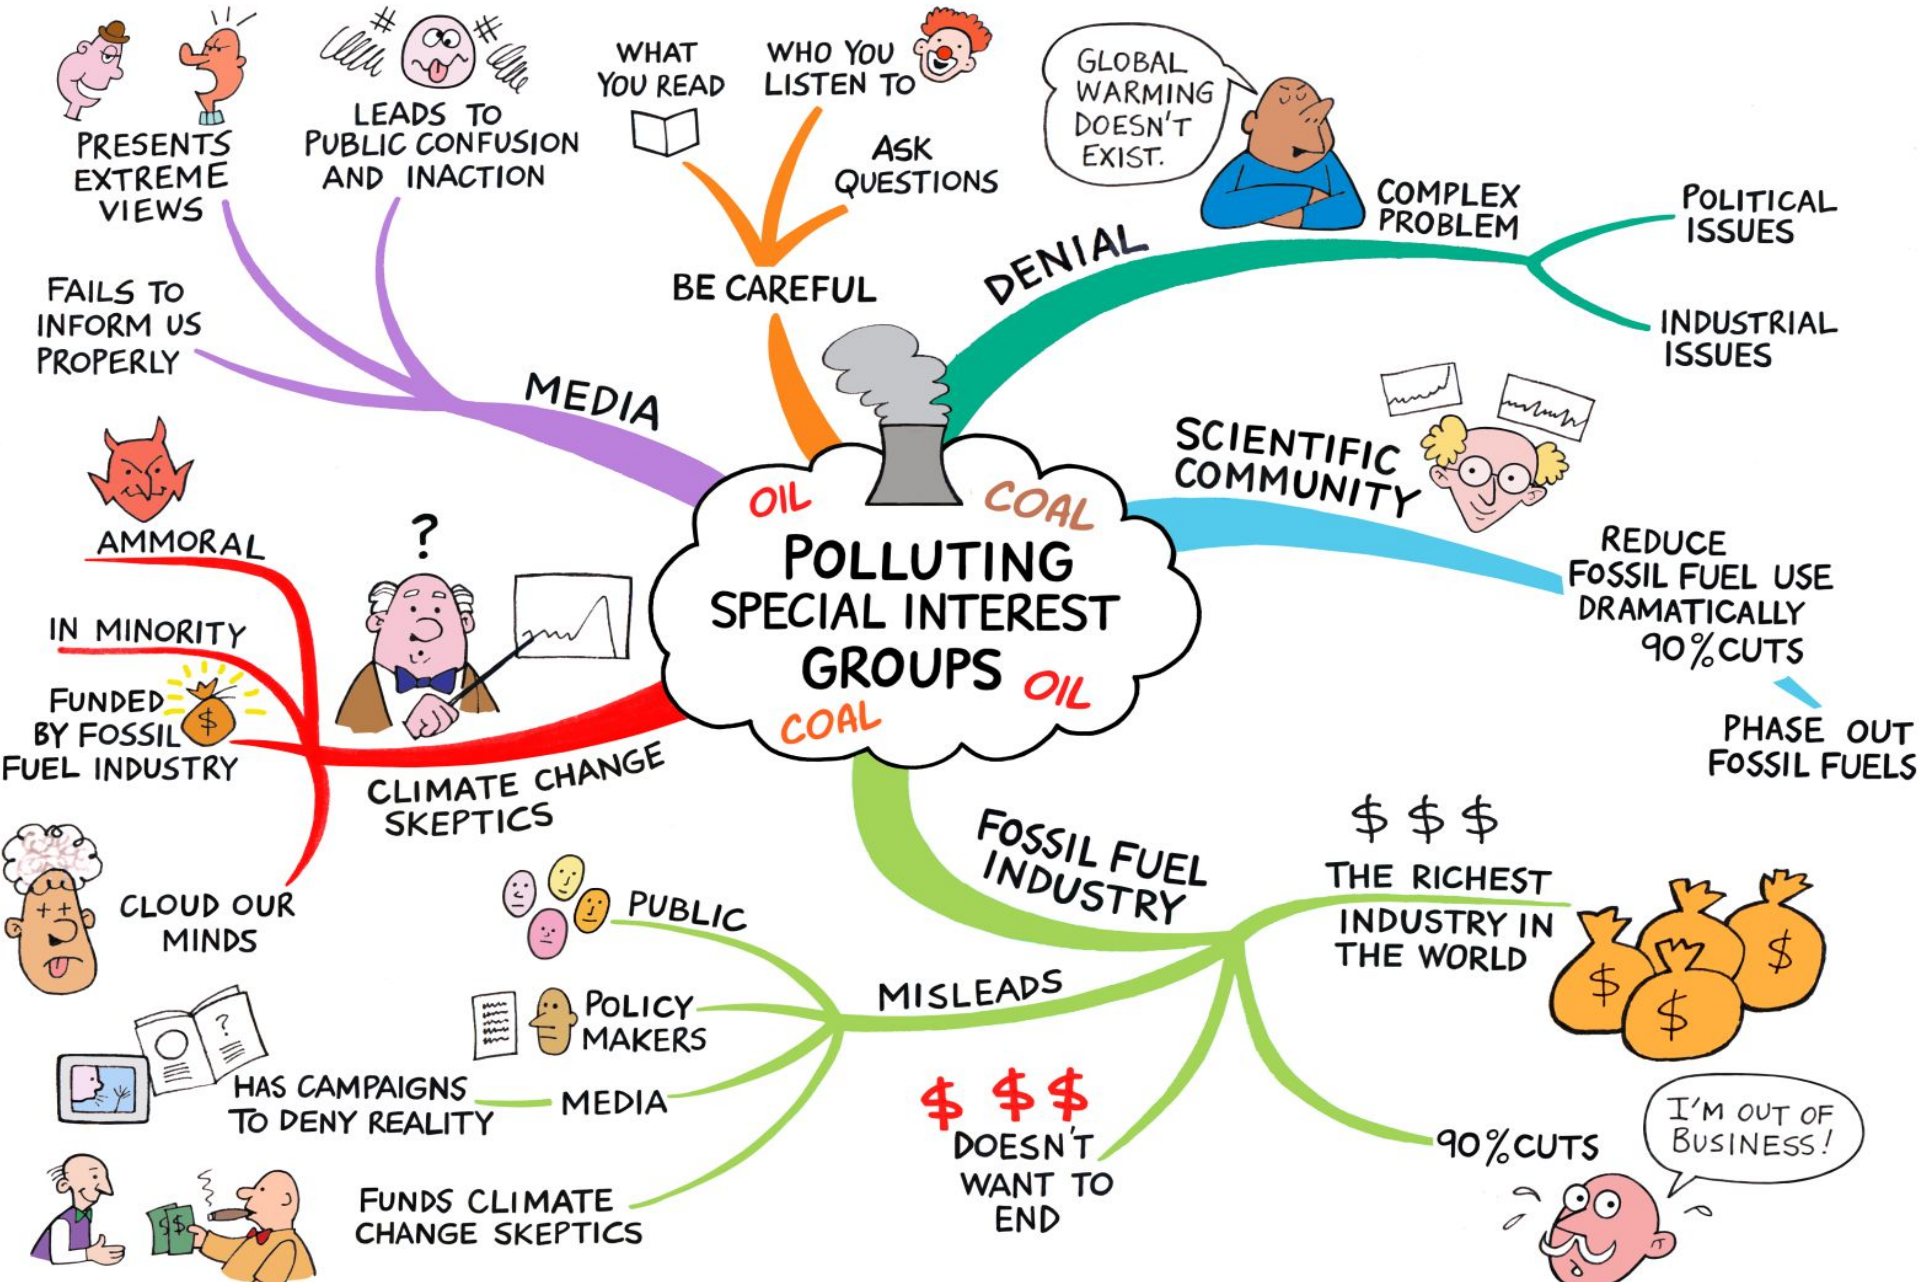 POLLUTING
SPECIAL INTEREST
GROUPS
OIL
COAL
OIL
COAL
DENIAL
GLOBAL
WARMING
DOESN'T
EXIST.
COMPLEX
PROBLEM
POLITICAL
ISSUES
INDUSTRIAL
ISSUES
SCIENTIFIC
COMMUNITY
REDUCE
FOSSIL FUEL USE
DRAMATICALLY
90% CUTS
PHASE OUT
FOSSIL FUELS
FOSSIL FUEL
INDUSTRY
$ $ $
THE RICHEST
INDUSTRY IN
THE WORLD
$
$
$
90% CUTS
I'M OUT OF
BUSINESS!
$ $ $
DOESN'T
WANT TO
END
MISLEADS
PUBLIC
POLICY
MAKERS
MEDIA
HAS CAMPAIGNS
TO DENY REALITY
?
FUNDS CLIMATE
CHANGE SKEPTICS
$ $
CLIMATE CHANGE
SKEPTICS
?
AMMORAL
IN MINORITY
FUNDED
BY FOSSIL
FUEL INDUSTRY
$
CLOUD OUR
MINDS
MEDIA
FAILS TO
INFORM US
PROPERLY
PRESENTS
EXTREME
VIEWS
# #
LEADS TO
PUBLIC CONFUSION
AND INACTION
BE CAREFUL
WHAT
YOU READ
WHO YOU
LISTEN TO
ASK
QUESTIONS